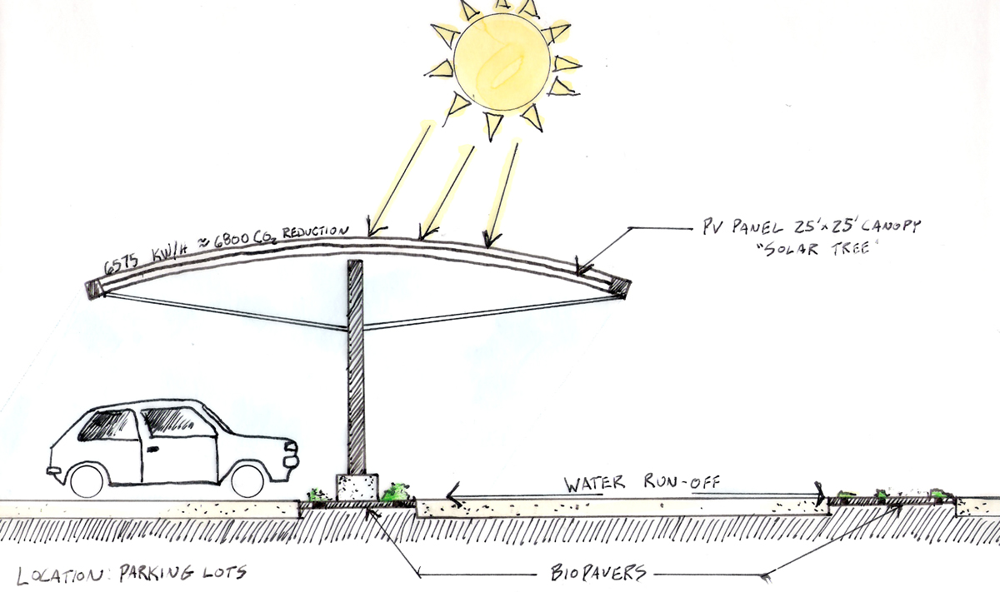 6575 KW/H ≈ 6800 CO₂ REDUCTION
PV PANEL 25'x25' CANOPY
"SOLAR TREE"
WATER RUN-OFF
BIOPAVERS
LOCATION: PARKING LOTS